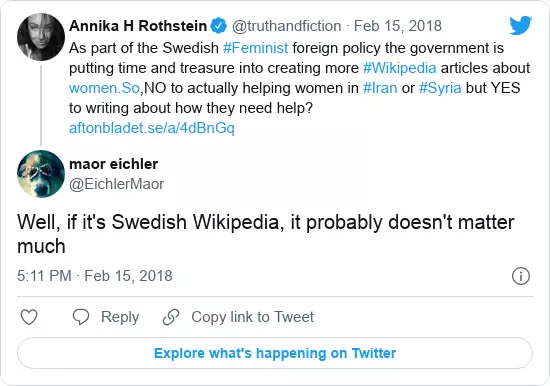 Annika H Rothstein @truthandfiction · Feb 15, 2018
As part of the Swedish #Feminist foreign policy the government is
putting time and treasure into creating more #Wikipedia articles about
women.So,NO to actually helping women in #Iran or #Syria but YES
to writing about how they need help?
aftonbladet.se/a/4dBnGq
maor eichler
@EichlerMaor
Well, if it's Swedish Wikipedia, it probably doesn't matter
much
5:11 PM · Feb 15, 2018
Reply Copy link to Tweet
Explore what's happening on Twitter